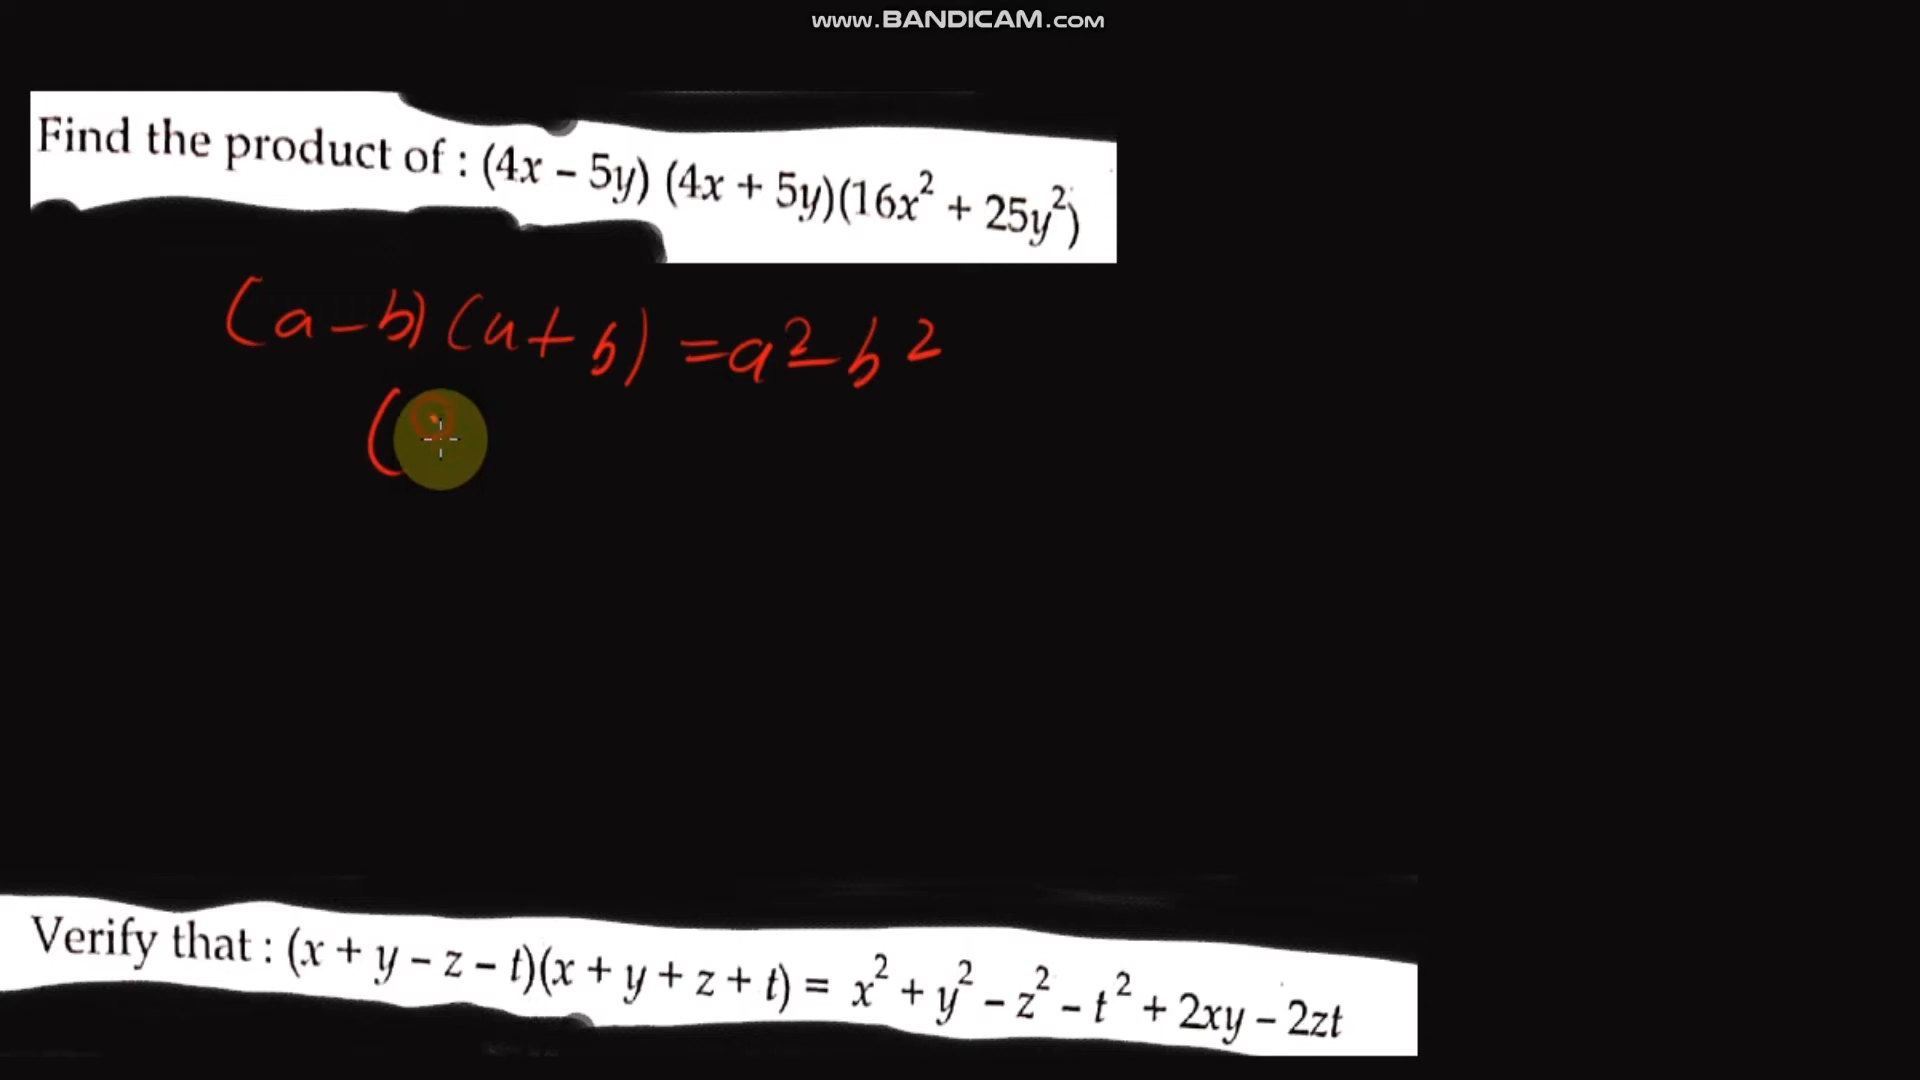 www.BANDICAM.com
Find the product of : (4x – 5y) (4x + 5y)(16x² + 25y²)
(a-b) (a+b) = a²-b²
(
Verify that : (x + y – z – t)(x + y + z + t) = x² + y² – z² – t² + 2xy – 2zt